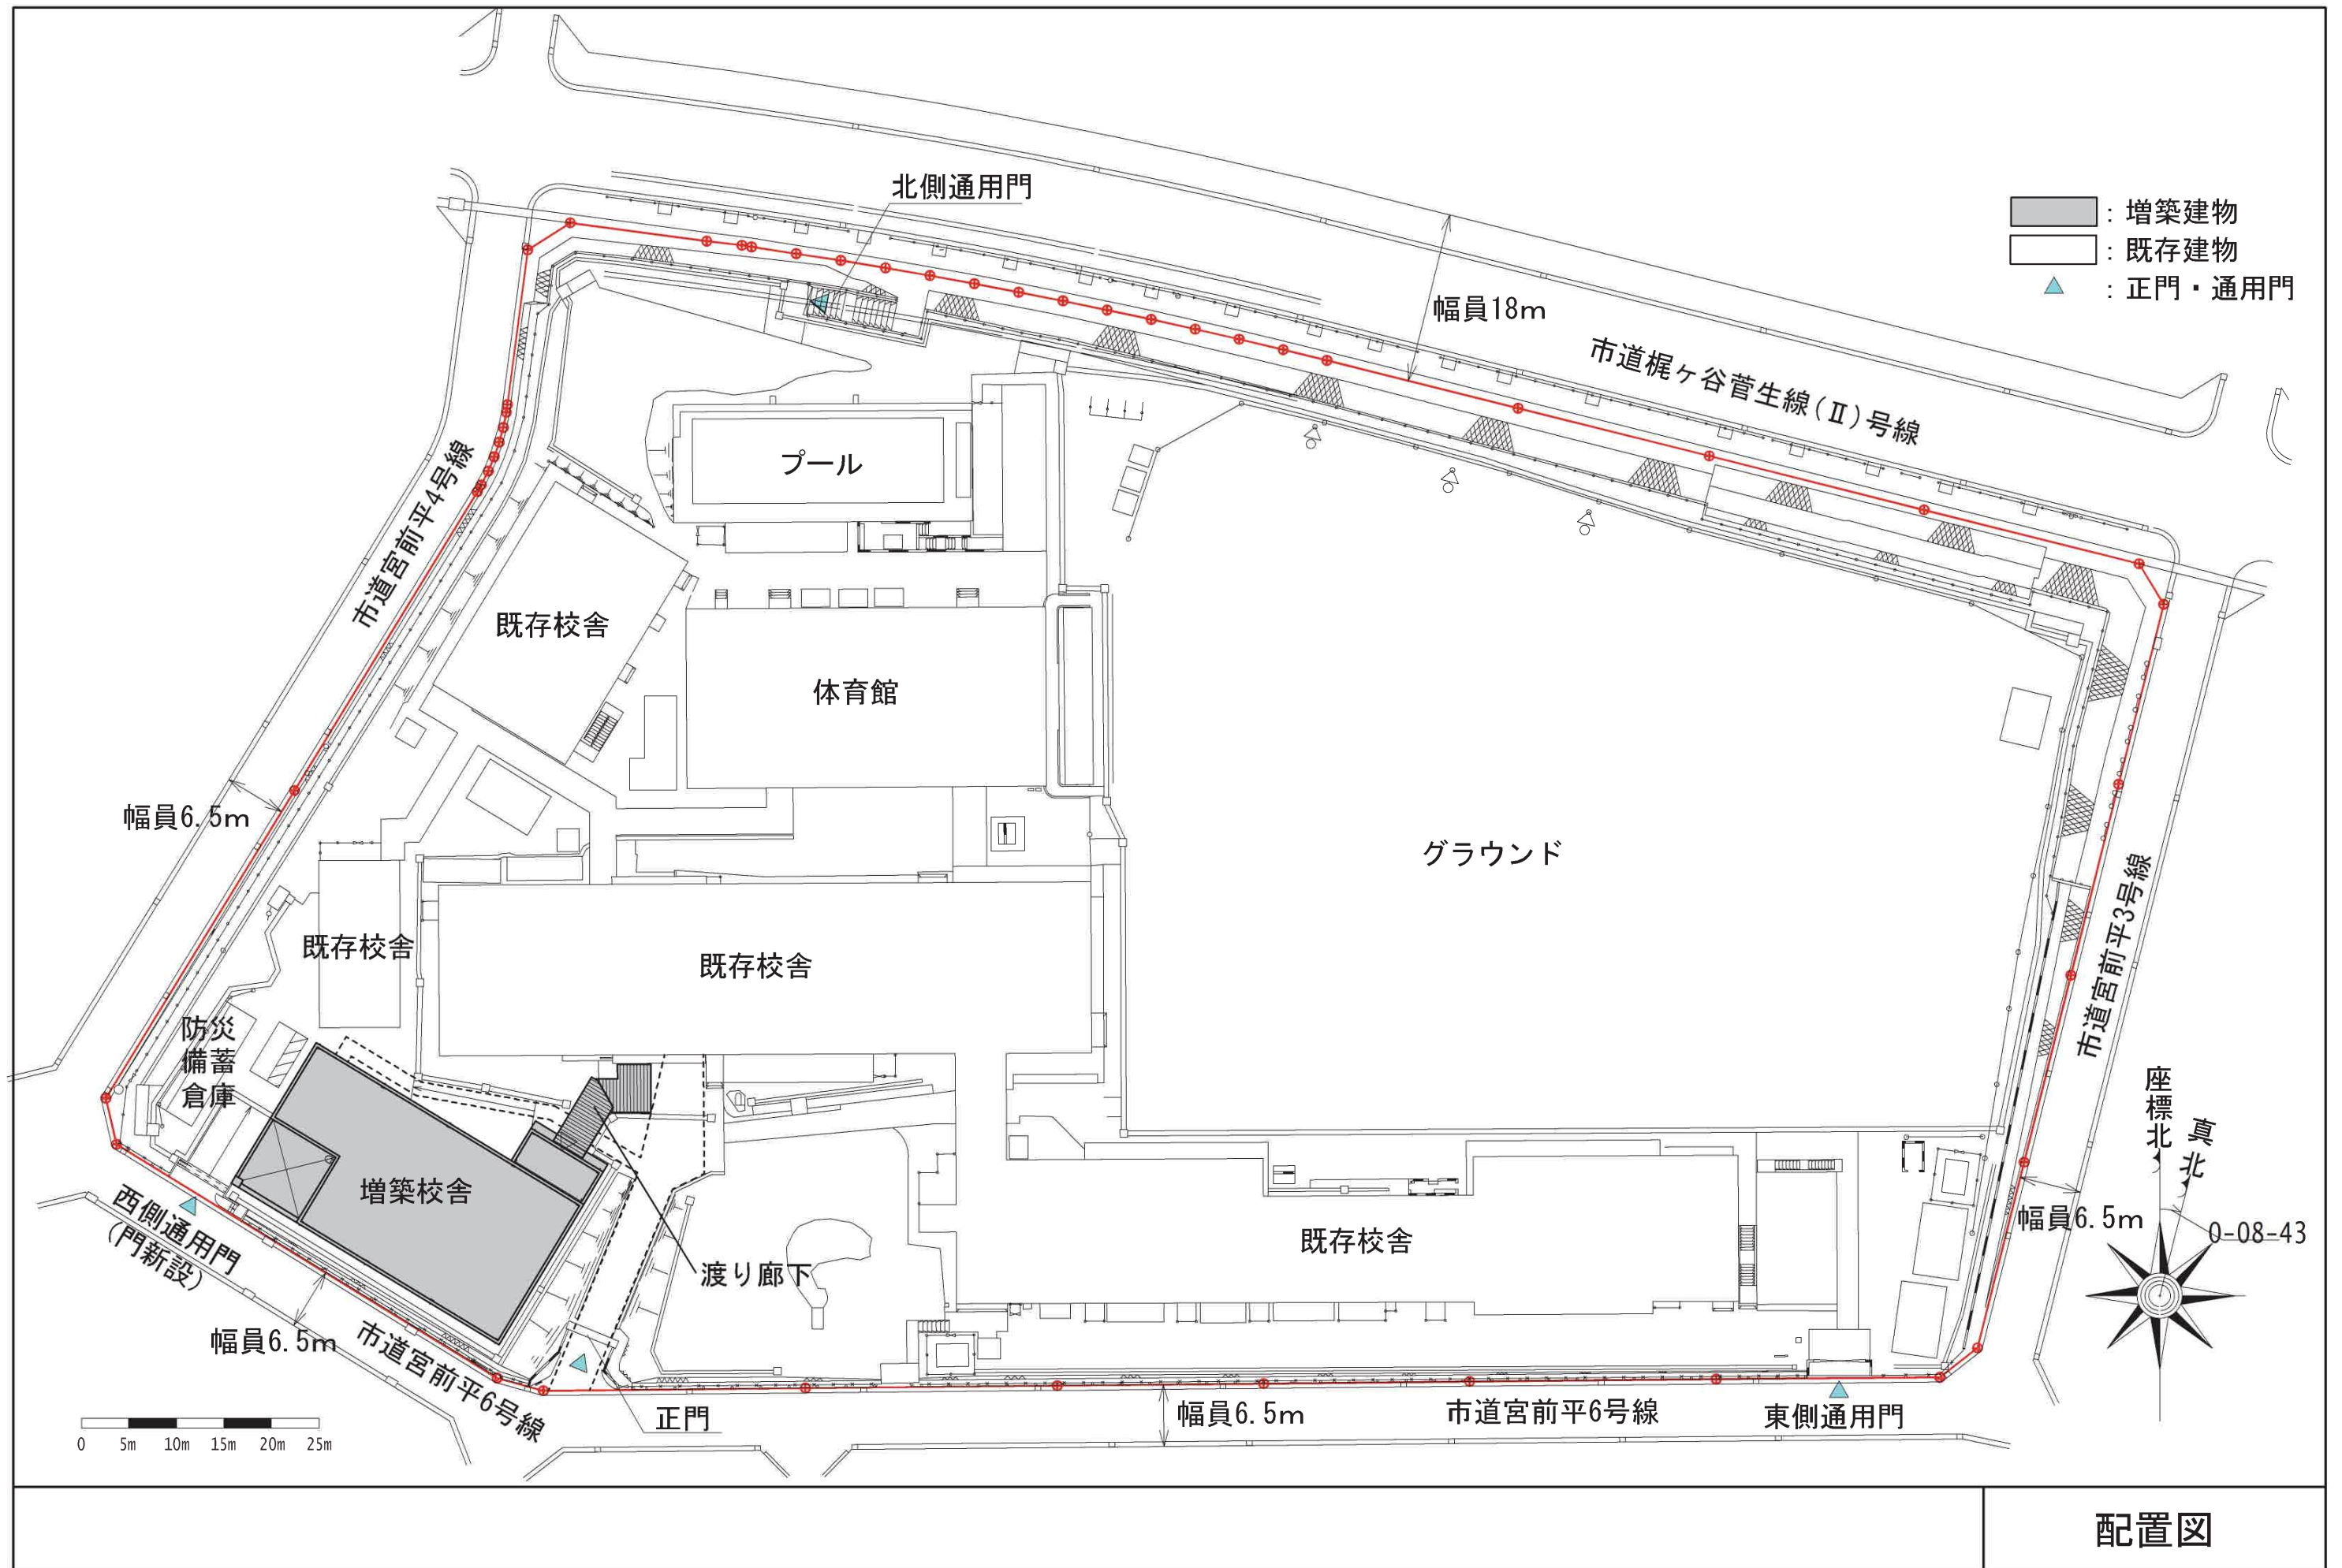 北側通用門
：増築建物
：既存建物
：正門・通用門
幅員18m
市道梶ヶ谷菅生線(Ⅱ)号線
市道宮前平4号線
プール
既存校舎
体育館
幅員6.5m
グラウンド
市道宮前平3号線
既存校舎
既存校舎
防災
備蓄
倉庫
座標北
真北
増築校舎
西側通用門
(門新設)
幅員6.5m
0-08-43
既存校舎
渡り廊下
幅員6.5m
市道宮前平6号線
正門
幅員6.5m
市道宮前平6号線
東側通用門
0 5m 10m 15m 20m 25m
配置図